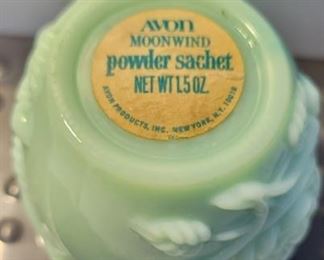 AVON
MOONWIND
powder sachet
NET WT 1.5 OZ.
AVON PRODUCTS, INC. NEW YORK, N.Y. 10019